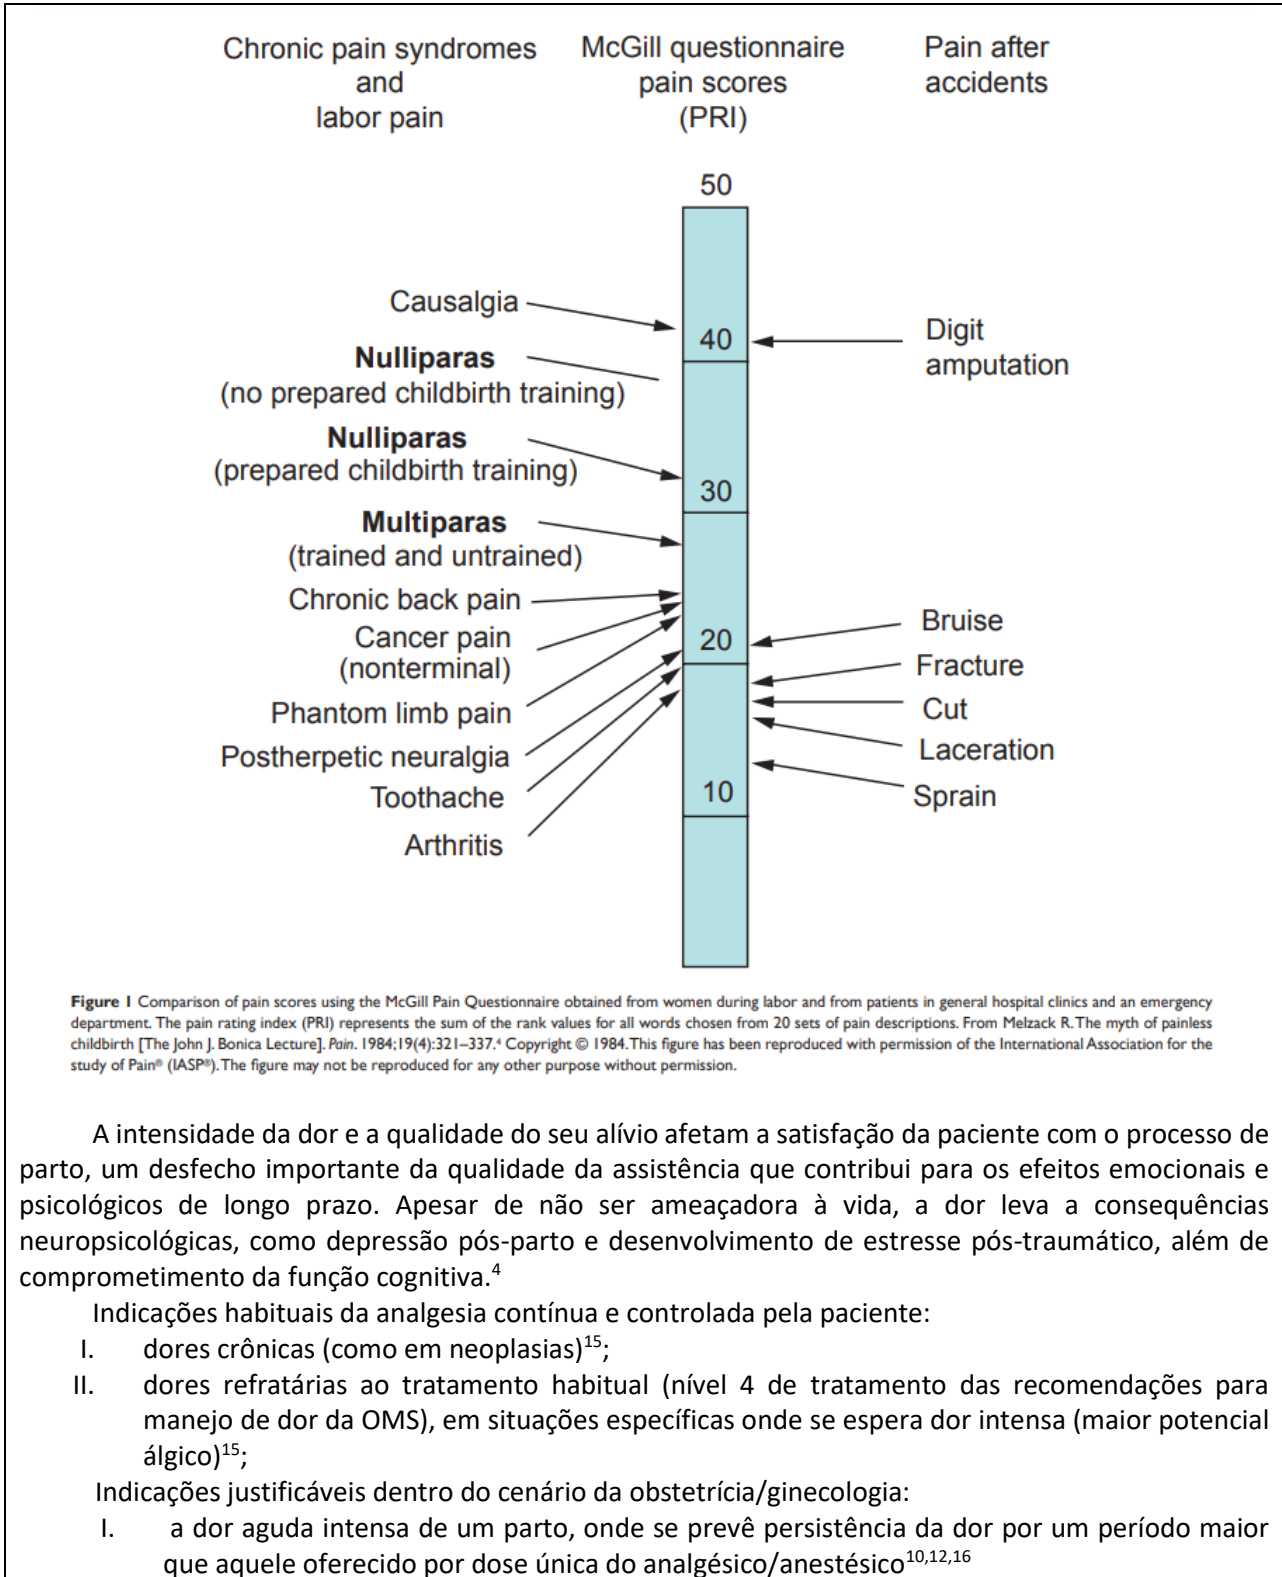 Chronic pain syndromes
and
labor pain
McGill questionnaire
pain scores
(PRI)
Pain after
accidents
50
Causalgia
40
Digit
amputation
Nulliparas
(no prepared childbirth training)
Nulliparas
(prepared childbirth training)
30
Multiparas
(trained and untrained)
Chronic back pain
Cancer pain
(nonterminal)
Phantom limb pain
Postherpetic neuralgia
Toothache
Arthritis
20
10
Bruise
Fracture
Cut
Laceration
Sprain
Figure 1 Comparison of pain scores using the McGill Pain Questionnaire obtained from women during labor and from patients in general hospital clinics and an emergency
department. The pain rating index (PRI) represents the sum of the rank values for all words chosen from 20 sets of pain descriptions. From Melzack R. The myth of painless
childbirth [The John J. Bonica Lecture]. Pain. 1984;19(4):321–337.⁴ Copyright © 1984. This figure has been reproduced with permission of the International Association for the
study of Pain® (IASP®). The figure may not be reproduced for any other purpose without permission.
A intensidade da dor e a qualidade do seu alívio afetam a satisfação da paciente com o processo de
parto, um desfecho importante da qualidade da assistência que contribui para os efeitos emocionais e
psicológicos de longo prazo. Apesar de não ser ameaçadora à vida, a dor leva a consequências
neuropsicológicas, como depressão pós-parto e desenvolvimento de estresse pós-traumático, além de
comprometimento da função cognitiva.⁴
Indicações habituais da analgesia contínua e controlada pela paciente:
I. dores crônicas (como em neoplasias)¹⁵;
II. dores refratárias ao tratamento habitual (nível 4 de tratamento das recomendações para
manejo de dor da OMS), em situações específicas onde se espera dor intensa (maior potencial
álgico)¹⁵;
Indicações justificáveis dentro do cenário da obstetrícia/ginecologia:
I. a dor aguda intensa de um parto, onde se prevê persistência da dor por um período maior
que aquele oferecido por dose única do analgésico/anestésico¹⁰,¹²,¹⁶